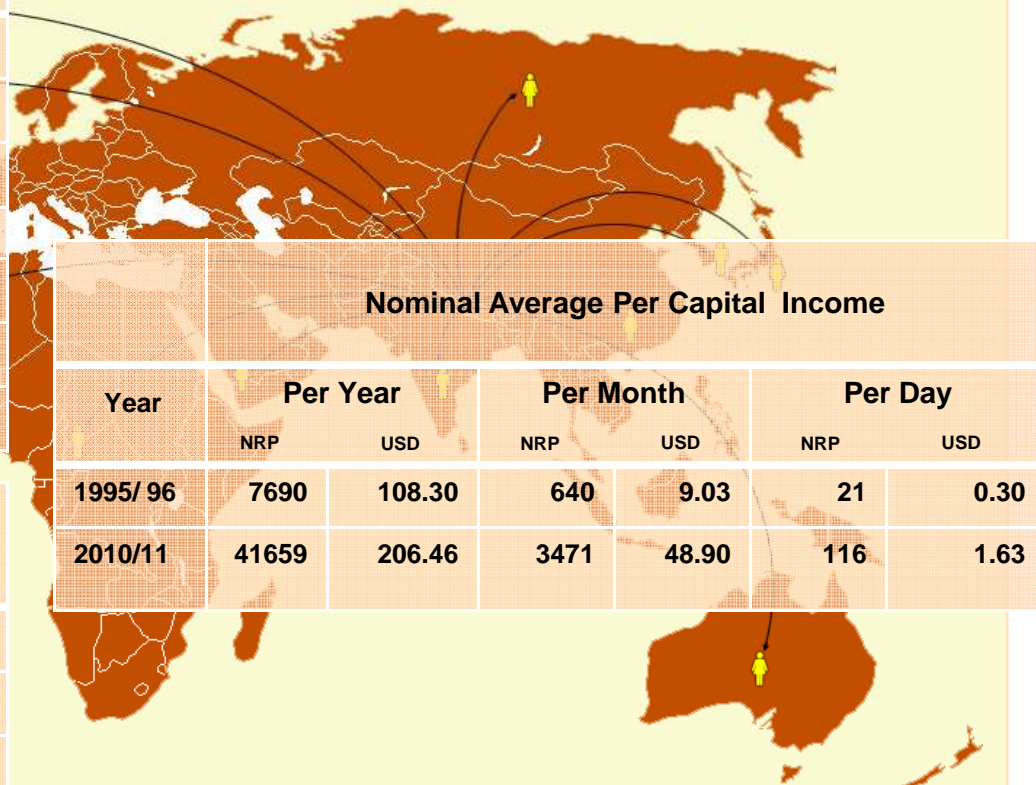 Nominal Average Per Capital Income
Year Per Year Per Month Per Day
NRP USD NRP USD NRP USD
1995/ 96 7690 108.30 640 9.03 21 0.30
2010/11 41659 206.46 3471 48.90 116 1.63